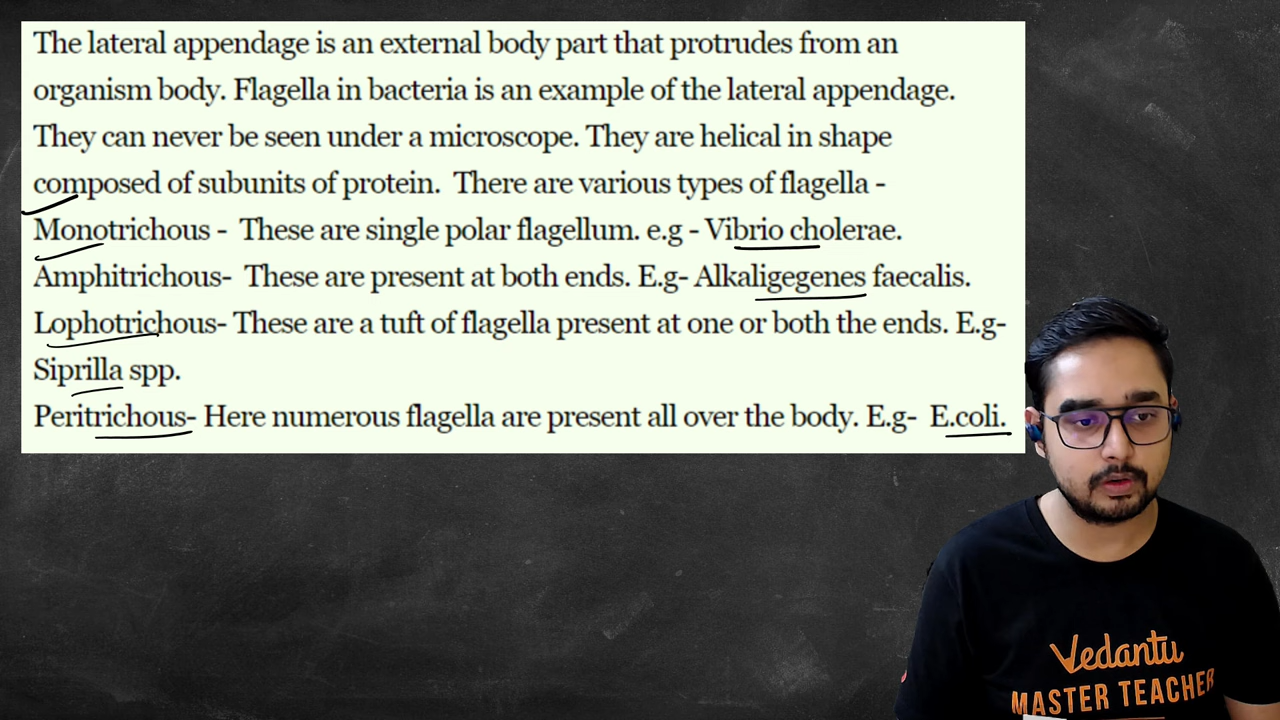 The lateral appendage is an external body part that protrudes from an
organism body. Flagella in bacteria is an example of the lateral appendage.
They can never be seen under a microscope. They are helical in shape
composed of subunits of protein.  There are various types of flagella -
Monotrichous -  These are single polar flagellum. e.g - Vibrio cholerae.
Amphitrichous-  These are present at both ends. E.g- Alkaligegenes faecalis.
Lophotrichous- These are a tuft of flagella present at one or both the ends. E.g-
Siprilla spp.
Peritrichous- Here numerous flagella are present all over the body. E.g-  E.coli.
Vedantu
MASTER TEACHER